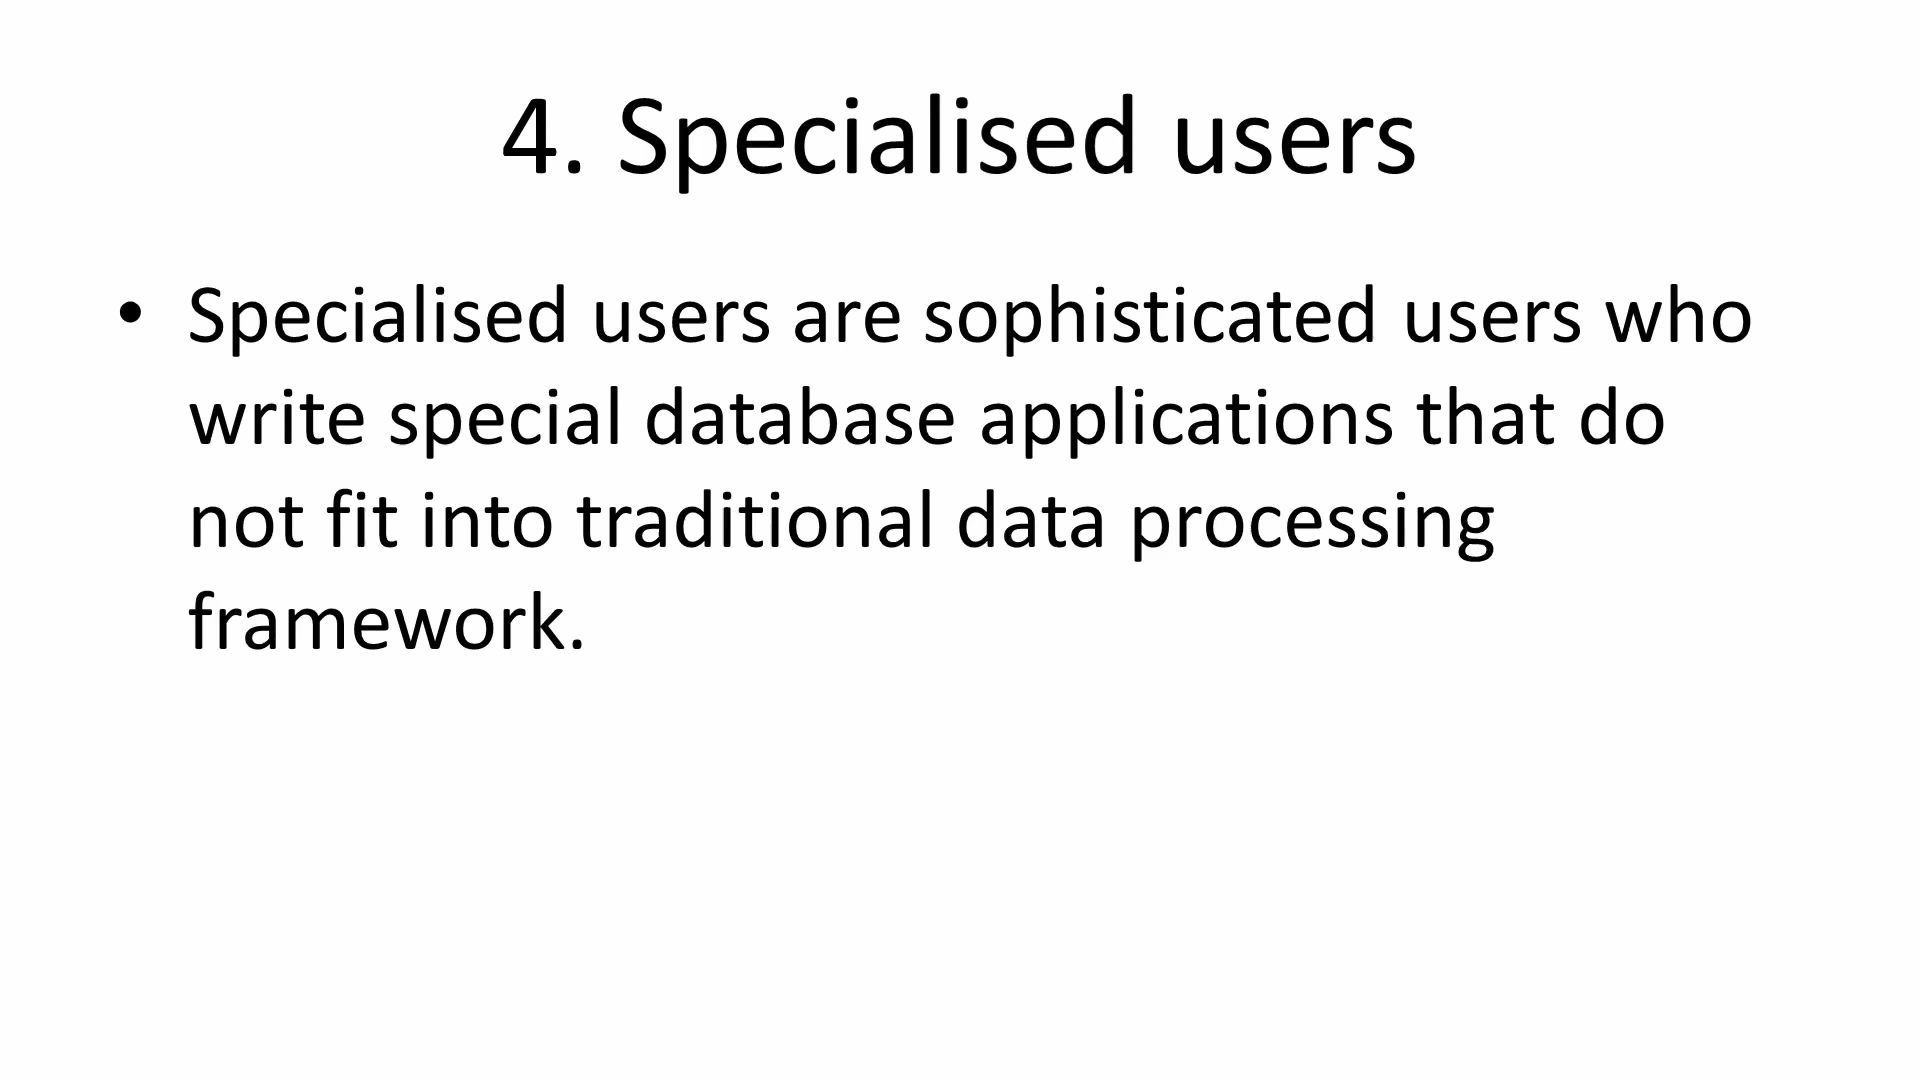 4. Specialised users
• Specialised users are sophisticated users who
write special database applications that do
not fit into traditional data processing
framework.